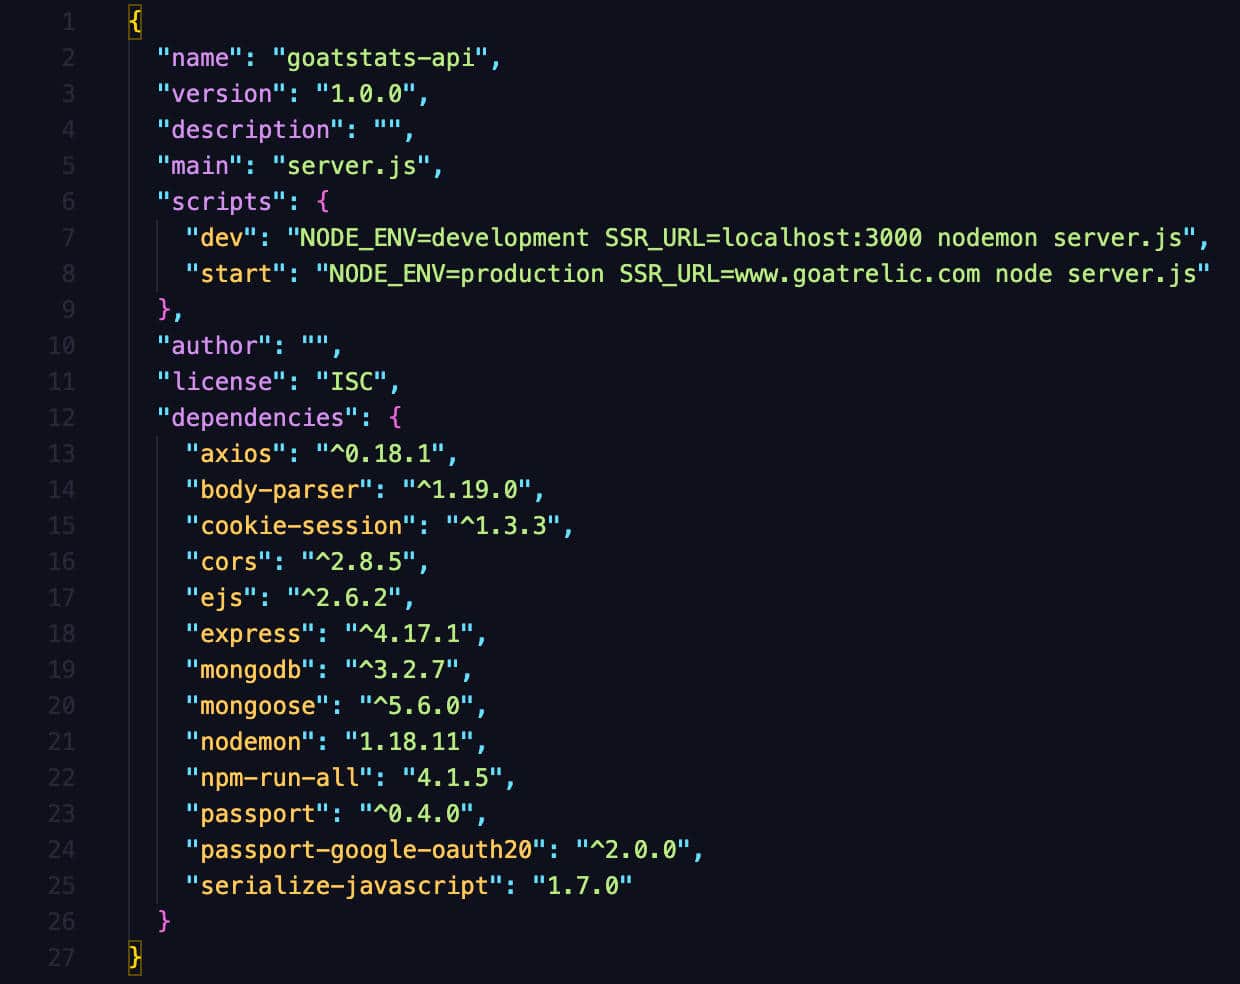 1 {
2 "name": "goatstats-api",
3 "version": "1.0.0",
4 "description": "",
5 "main": "server.js",
6 "scripts": {
7 "dev": "NODE_ENV=development SSR_URL=localhost:3000 nodemon server.js",
8 "start": "NODE_ENV=production SSR_URL=www.goatrelic.com node server.js"
9 },
10 "author": "",
11 "license": "ISC",
12 "dependencies": {
13 "axios": "^0.18.1",
14 "body-parser": "^1.19.0",
15 "cookie-session": "^1.3.3",
16 "cors": "^2.8.5",
17 "ejs": "^2.6.2",
18 "express": "^4.17.1",
19 "mongodb": "^3.2.7",
20 "mongoose": "^5.6.0",
21 "nodemon": "1.18.11",
22 "npm-run-all": "4.1.5",
23 "passport": "^0.4.0",
24 "passport-google-oauth20": "^2.0.0",
25 "serialize-javascript": "1.7.0"
26 }
27 }